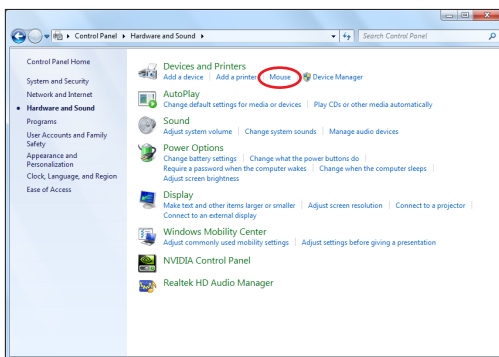 Control Panel ▸ Hardware and Sound ▸
Search Control Panel
Control Panel Home
System and Security
Network and Internet
Hardware and Sound
Programs
User Accounts and Family
Safety
Appearance and
Personalization
Clock, Language, and Region
Ease of Access
Devices and Printers
Add a device | Add a printer | Mouse | Device Manager
AutoPlay
Change default settings for media or devices | Play CDs or other media automatically
Sound
Adjust system volume | Change system sounds | Manage audio devices
Power Options
Change battery settings | Change what the power buttons do |
Require a password when the computer wakes | Change when the computer sleeps |
Adjust screen brightness
Display
Make text and other items larger or smaller | Adjust screen resolution | Connect to a projector |
Connect to an external display
Windows Mobility Center
Adjust commonly used mobility settings | Adjust settings before giving a presentation
NVIDIA Control Panel
Realtek HD Audio Manager